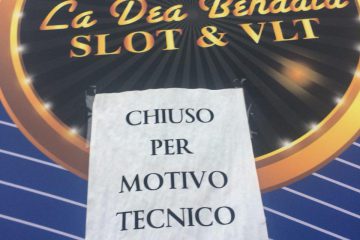 La Dea Bendata
SLOT & VLT
CHIUSO
PER
MOTIVO
TECNICO